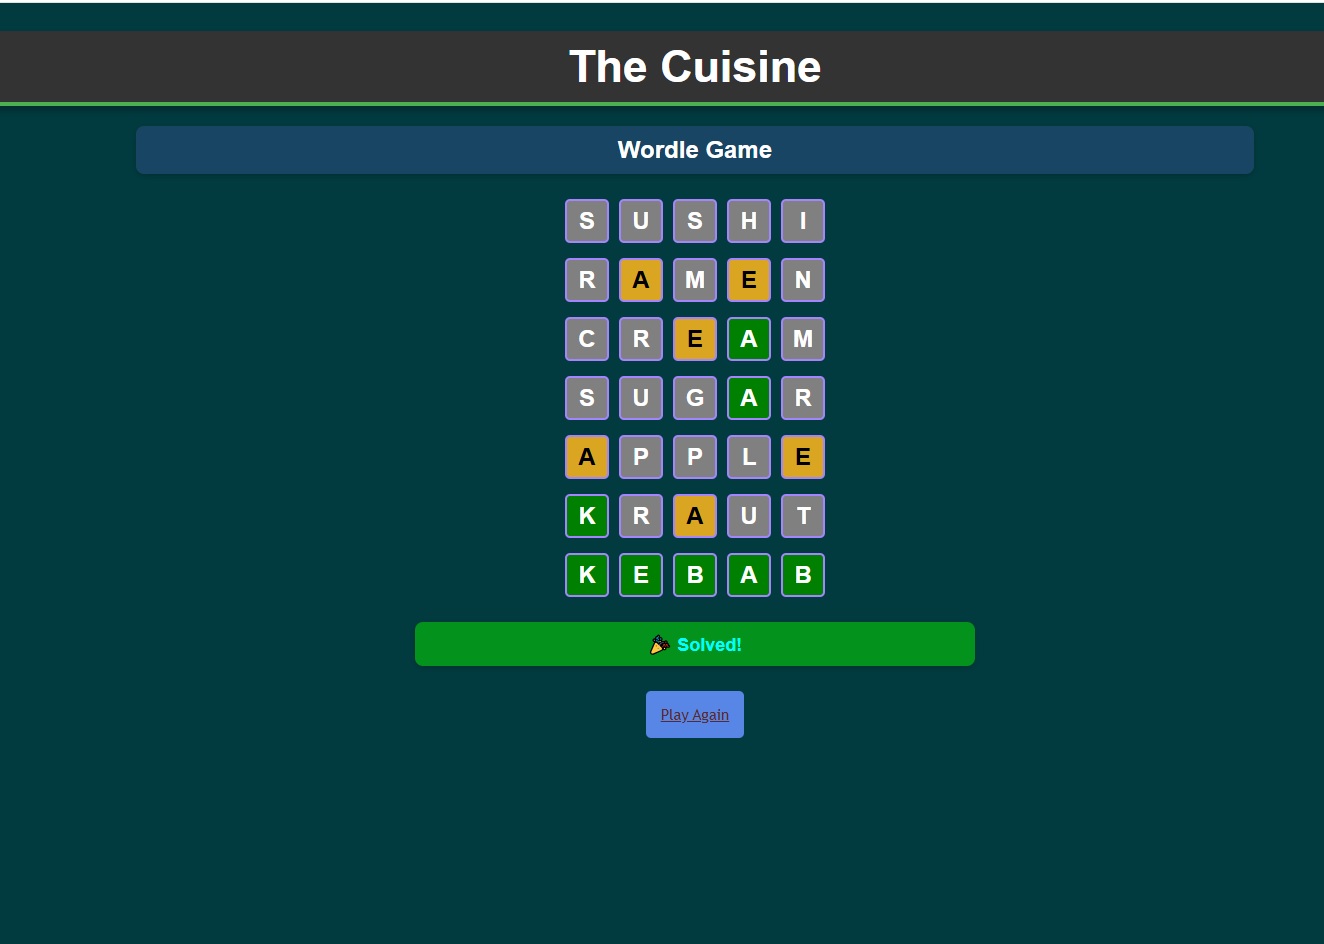 The Cuisine
Wordle Game
S U S H I
R A M E N
C R E A M
S U G A R
A P P L E
K R A U T
K E B A B
🎉 Solved!
Play Again